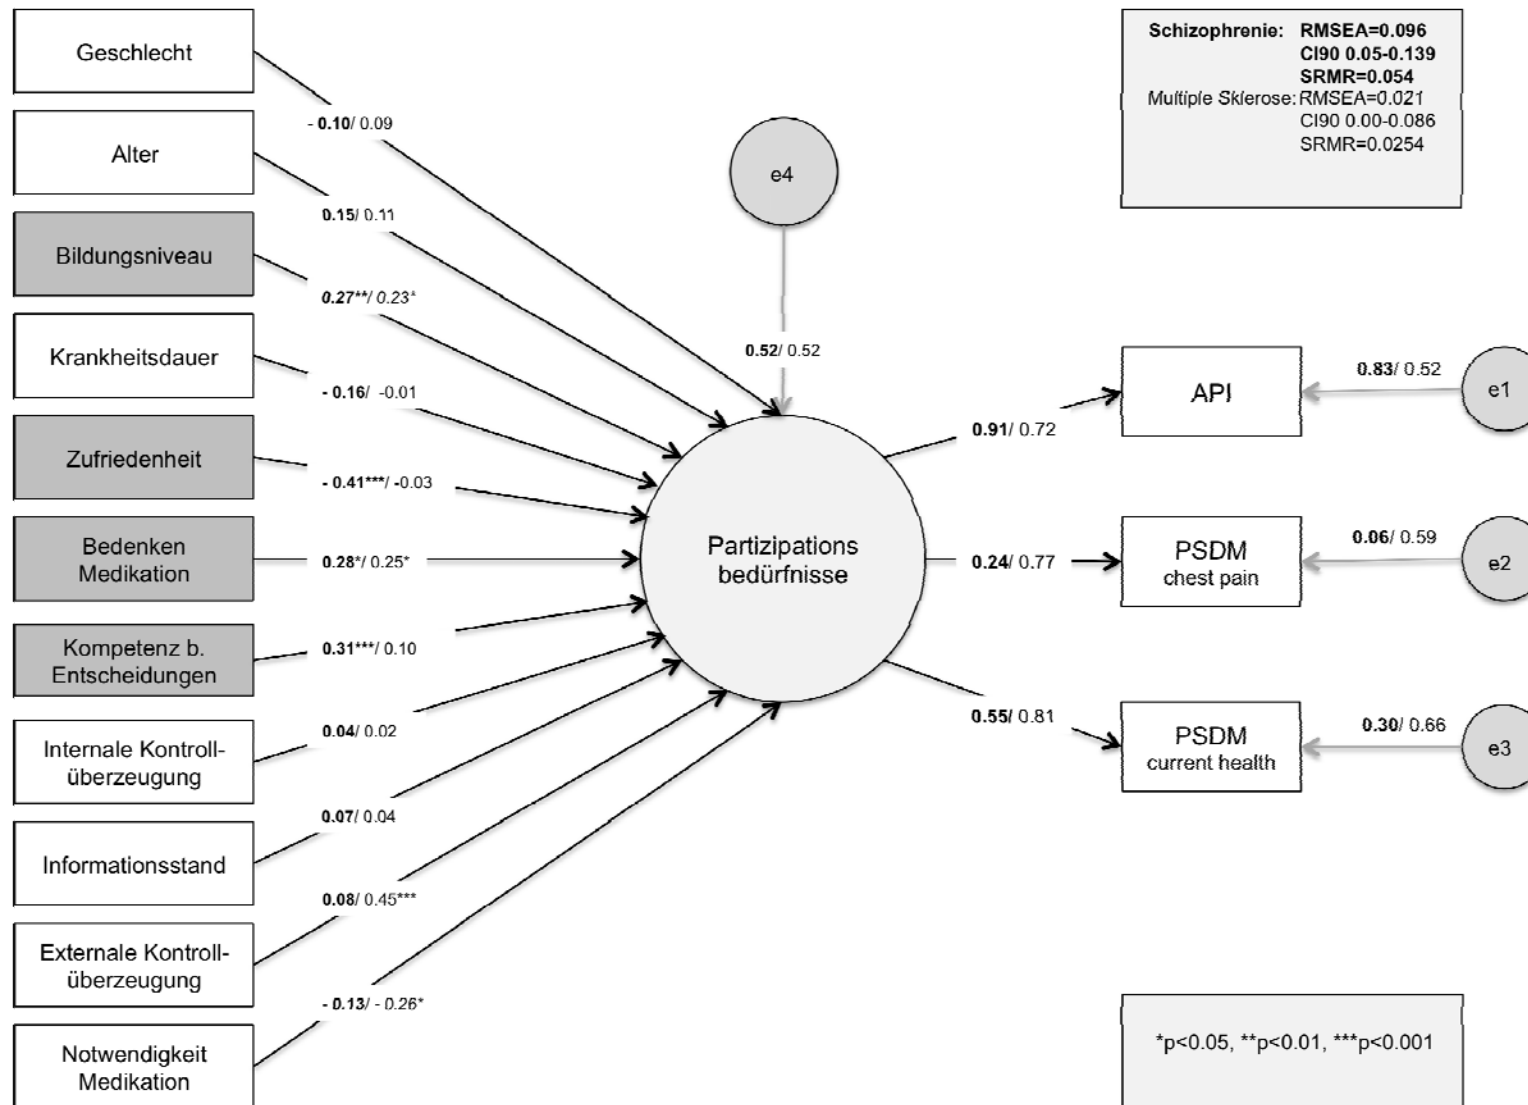 Geschlecht
Alter
Bildungsniveau
Krankheitsdauer
Zufriedenheit
Bedenken
Medikation
Kompetenz b.
Entscheidungen
Internale Kontroll-
überzeugung
Informationsstand
Externale Kontroll-
überzeugung
Notwendigkeit
Medikation
- 0.10/ 0.09
0.15/ 0.11
0.27**/ 0.23*
- 0.16/ -0.01
- 0.41***/ -0.03
0.28*/ 0.25*
0.31***/ 0.10
0.04/ 0.02
0.07/ 0.04
0.08/ 0.45***
- 0.13/ - 0.26*
e4
0.52/ 0.52
Partizipations
bedürfnisse
0.91/ 0.72
0.24/ 0.77
0.55/ 0.81
API
PSDM
chest pain
PSDM
current health
0.83/ 0.52
0.06/ 0.59
0.30/ 0.66
e1
e2
e3
Schizophrenie: RMSEA=0.096
CI90 0.05-0.139
SRMR=0.054
Multiple Sklerose: RMSEA=0.021
CI90 0.00-0.086
SRMR=0.0254
*p<0.05, **p<0.01, ***p<0.001